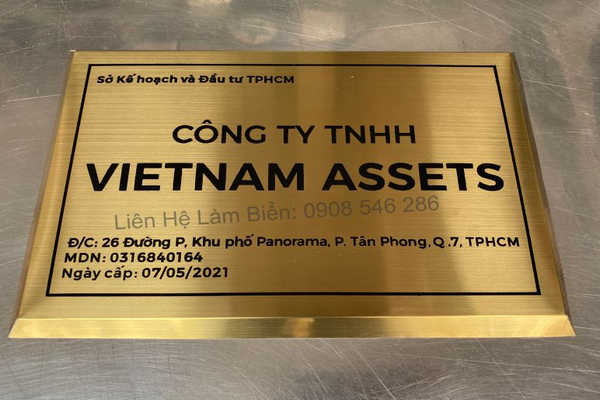 Sở Kế hoạch và Đầu tư TPHCM
CÔNG TY TNHH
VIETNAM ASSETS
Liên Hệ Làm Biển: 0908 546 286
Đ/C: 26 Đường P, Khu phố Panorama, P. Tân Phong, Q.7, TPHCM
MDN: 0316840164
Ngày cấp: 07/05/2021